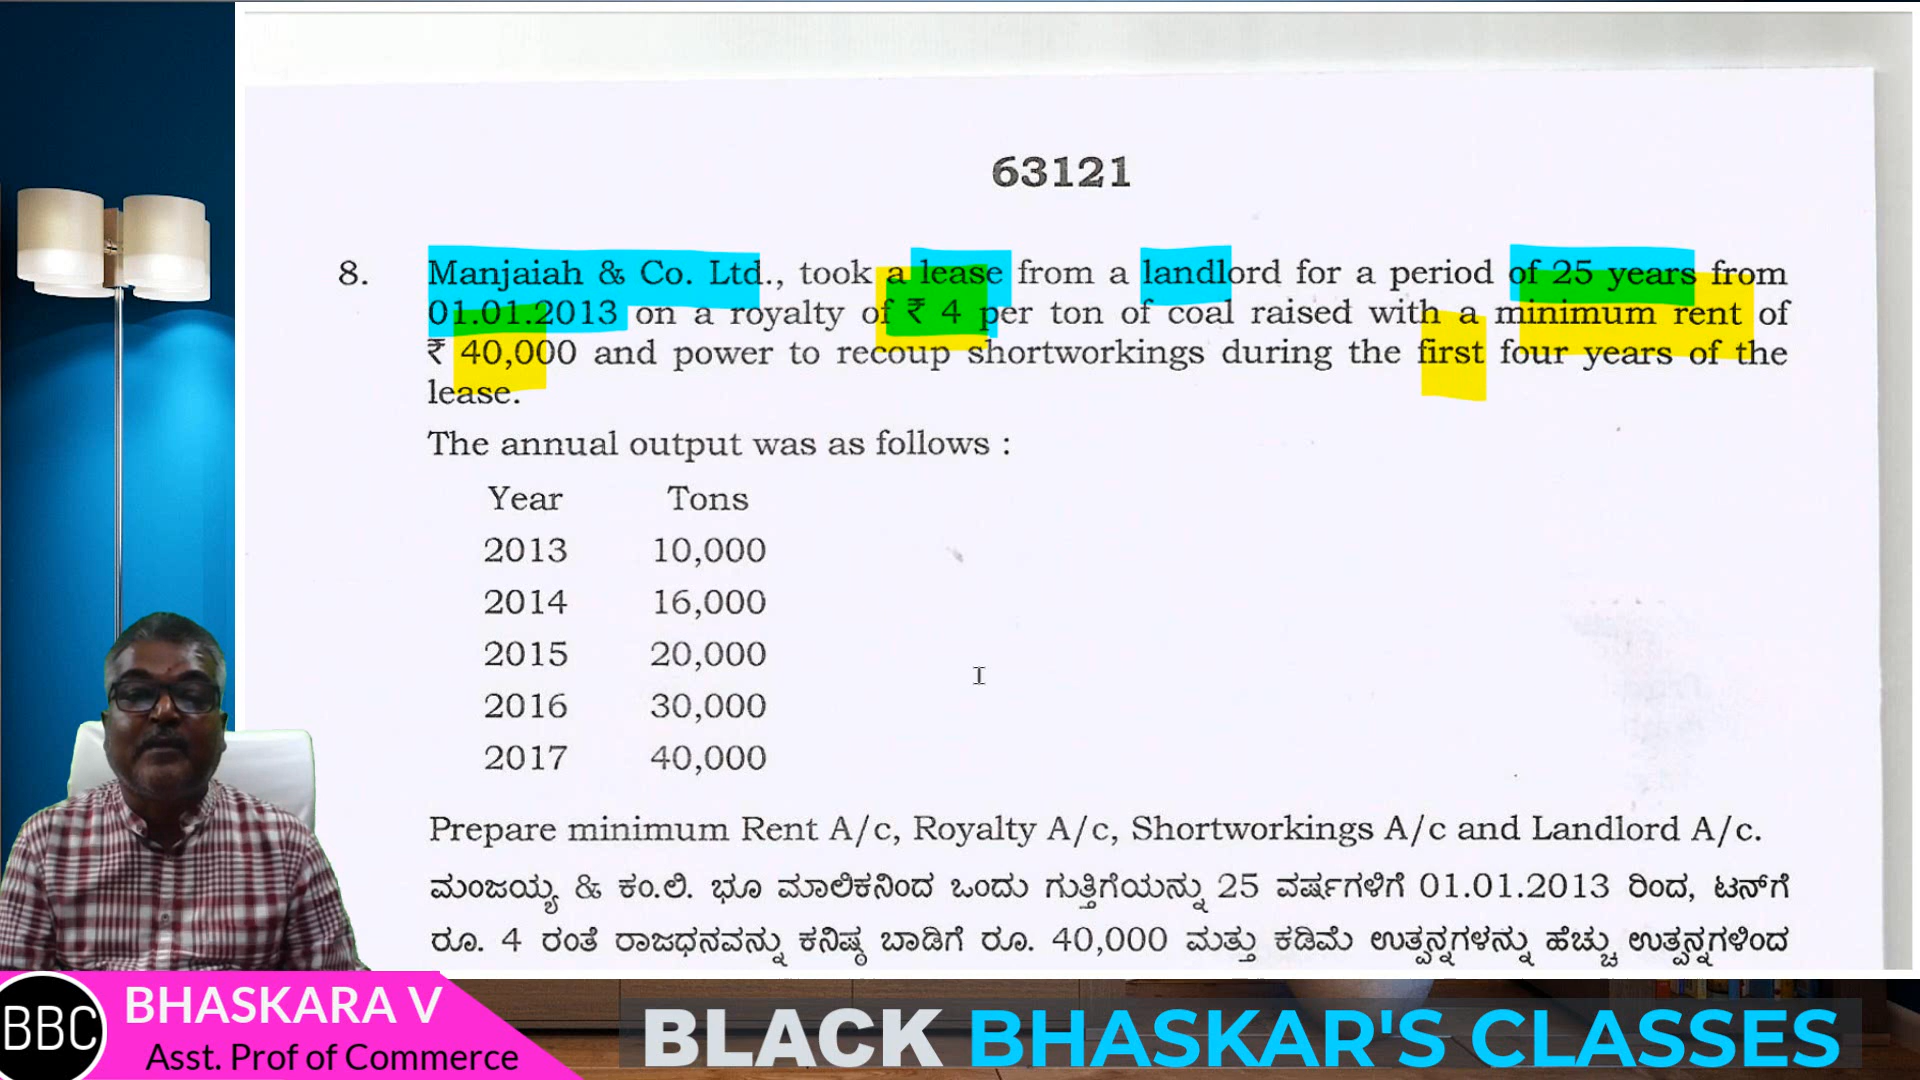 63121
8. Manjaiah & Co. Ltd., took a lease from a landlord for a period of 25 years from
01.01.2013 on a royalty of ₹ 4 per ton of coal raised with a minimum rent of
₹ 40,000 and power to recoup shortworkings during the first four years of the
lease.
The annual output was as follows :
Year Tons
2013 10,000
2014 16,000
2015 20,000
2016 30,000
2017 40,000
Prepare minimum Rent A/c, Royalty A/c, Shortworkings A/c and Landlord A/c.
ಮಂಜಯ್ಯ & ಕಂ.ಲಿ. ಭೂ ಮಾಲಿಕನಿಂದ ಒಂದು ಗುತ್ತಿಗೆಯನ್ನು 25 ವರ್ಷಗಳಿಗೆ 01.01.2013 ರಿಂದ, ಟನ್‌ಗೆ
ರೂ. 4 ರಂತೆ ರಾಜಧನವನ್ನು ಕನಿಷ್ಠ ಬಾಡಿಗೆ ರೂ. 40,000 ಮತ್ತು ಕಡಿಮೆ ಉತ್ಪನ್ನಗಳನ್ನು ಹೆಚ್ಚು ಉತ್ಪನ್ನಗಳಿಂದ
BBC
BHASKARA V
Asst. Prof of Commerce
BLACK BHASKAR'S CLASSES